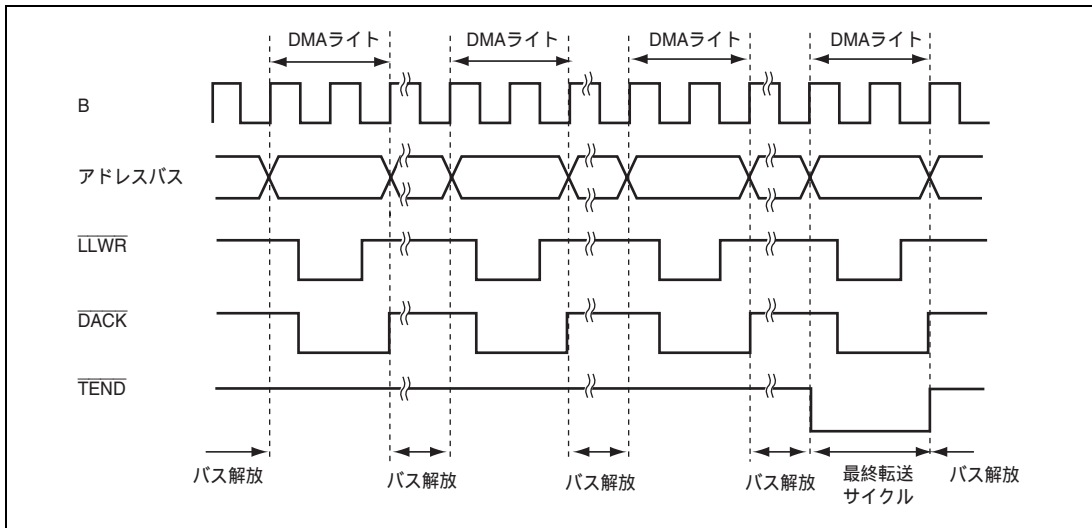 DMAライト DMAライト DMAライト DMAライト
B
アドレスバス
LLWR
DACK
TEND
バス解放 バス解放 バス解放 バス解放 最終転送 バス解放
サイクル